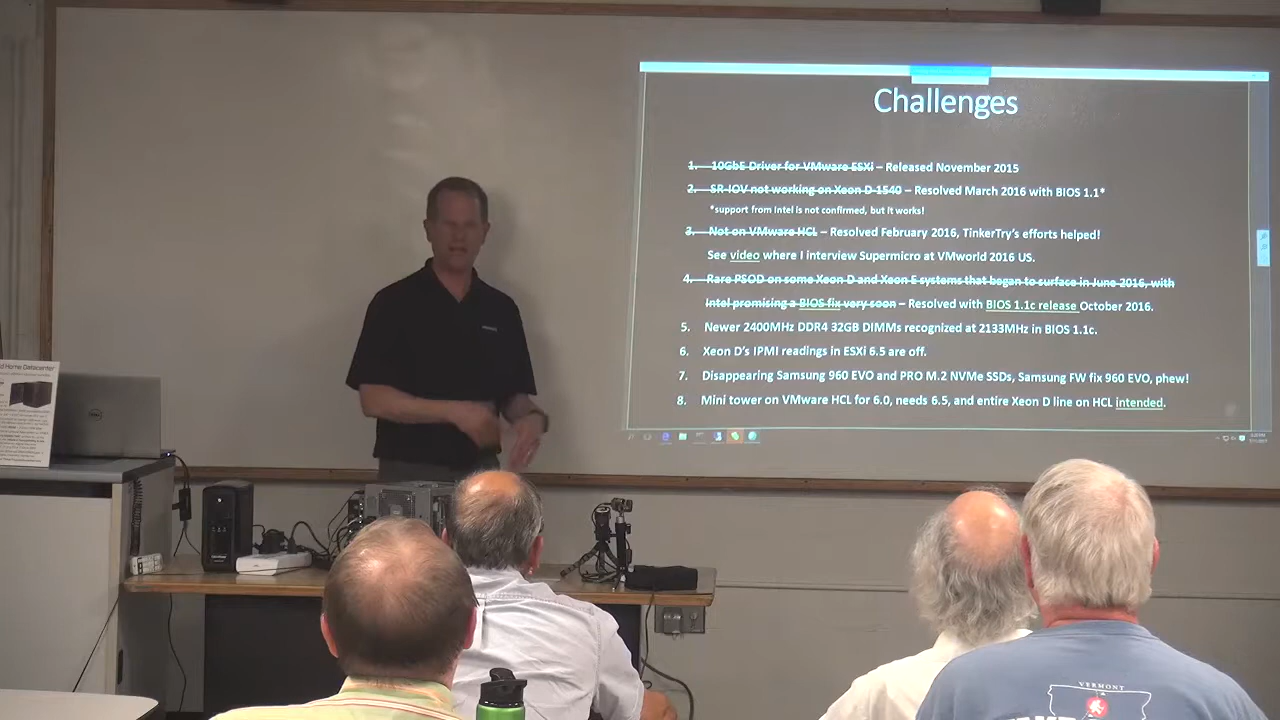 Challenges
1. 10GbE Driver for VMware ESXi – Released November 2015
2. SR-IOV not working on Xeon D-1540 – Resolved March 2016 with BIOS 1.1*
*support from Intel is not confirmed, but it works!
3. Not on VMware HCL – Resolved February 2016, TinkerTry's efforts helped!
See video where I interview Supermicro at VMworld 2016 US.
4. Rare PSOD on some Xeon D and Xeon E systems that began to surface in June 2016, with
Intel promising a BIOS fix very soon – Resolved with BIOS 1.1c release October 2016.
5. Newer 2400MHz DDR4 32GB DIMMs recognized at 2133MHz in BIOS 1.1c.
6. Xeon D's IPMI readings in ESXi 6.5 are off.
7. Disappearing Samsung 960 EVO and PRO M.2 NVMe SSDs, Samsung FW fix 960 EVO, phew!
8. Mini tower on VMware HCL for 6.0, needs 6.5, and entire Xeon D line on HCL intended.
Home Datacenter
DELL
VERMONT